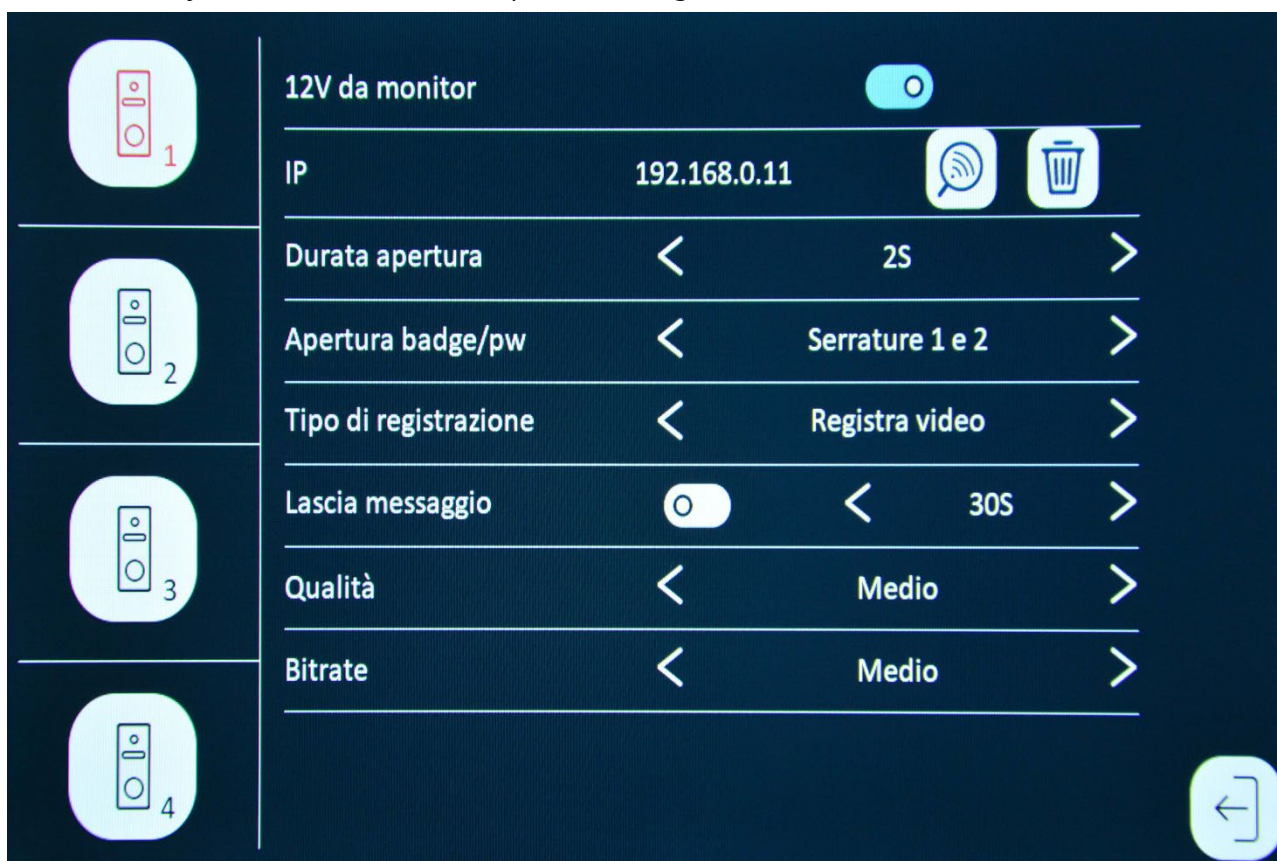 1
2
3
4
12V da monitor
IP 192.168.0.11
Durata apertura < 2S >
Apertura badge/pw < Serrature 1 e 2 >
Tipo di registrazione < Registra video >
Lascia messaggio < 30S >
Qualità < Medio >
Bitrate < Medio >